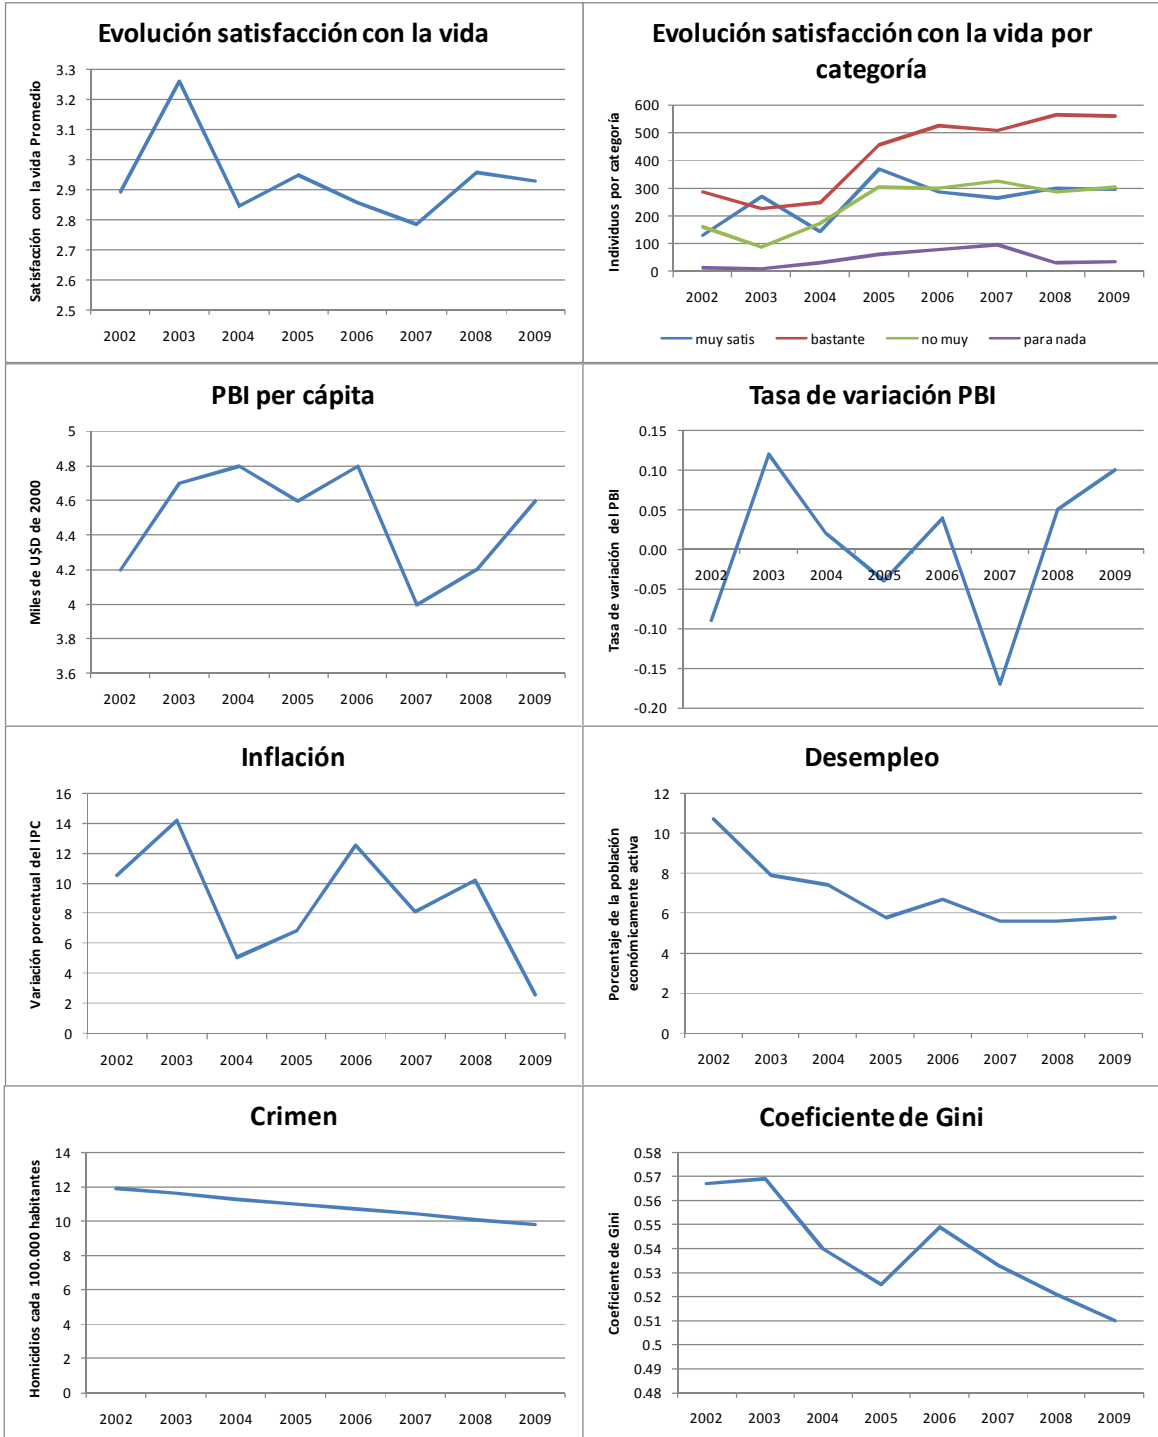 Evolución satisfacción con la vida
Satisfacción con la vida Promedio
3.3
3.2
3.1
3
2.9
2.8
2.7
2.6
2.5
2002 2003 2004 2005 2006 2007 2008 2009
Evolución satisfacción con la vida por
categoría
Individuos por categoría
600
500
400
300
200
100
0
2002 2003 2004 2005 2006 2007 2008 2009
muy satis bastante no muy para nada
PBI per cápita
Miles de U$D de 2000
5
4.8
4.6
4.4
4.2
4
3.8
3.6
2002 2003 2004 2005 2006 2007 2008 2009
Tasa de variación PBI
Tasa de variación del PBI
0.15
0.10
0.05
0.00
-0.05
-0.10
-0.15
-0.20
2002 2003 2004 2005 2006 2007 2008 2009
Inflación
Variación porcentual del IPC
16
14
12
10
8
6
4
2
0
2002 2003 2004 2005 2006 2007 2008 2009
Desempleo
Porcentaje de la población
económicamente activa
12
10
8
6
4
2
0
2002 2003 2004 2005 2006 2007 2008 2009
Crimen
Homicidios cada 100.000 habitantes
14
12
10
8
6
4
2
0
2002 2003 2004 2005 2006 2007 2008 2009
Coeficiente de Gini
Coeficiente de Gini
0.58
0.57
0.56
0.55
0.54
0.53
0.52
0.51
0.5
0.49
0.48
2002 2003 2004 2005 2006 2007 2008 2009